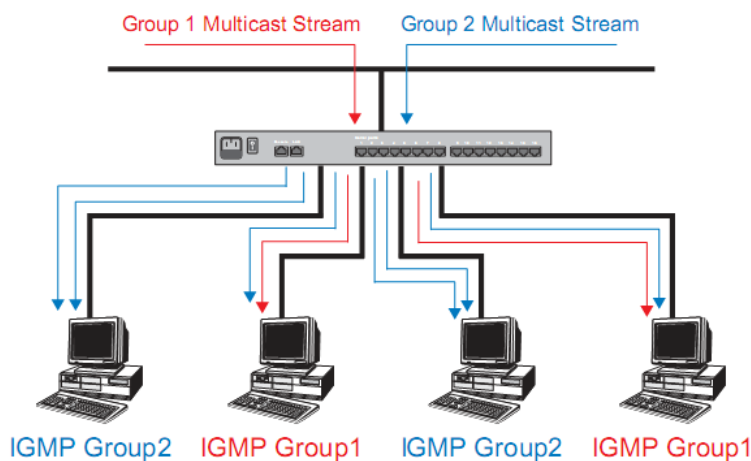 Group 1 Multicast Stream
Group 2 Multicast Stream
IGMP Group2
IGMP Group1
IGMP Group2
IGMP Group1